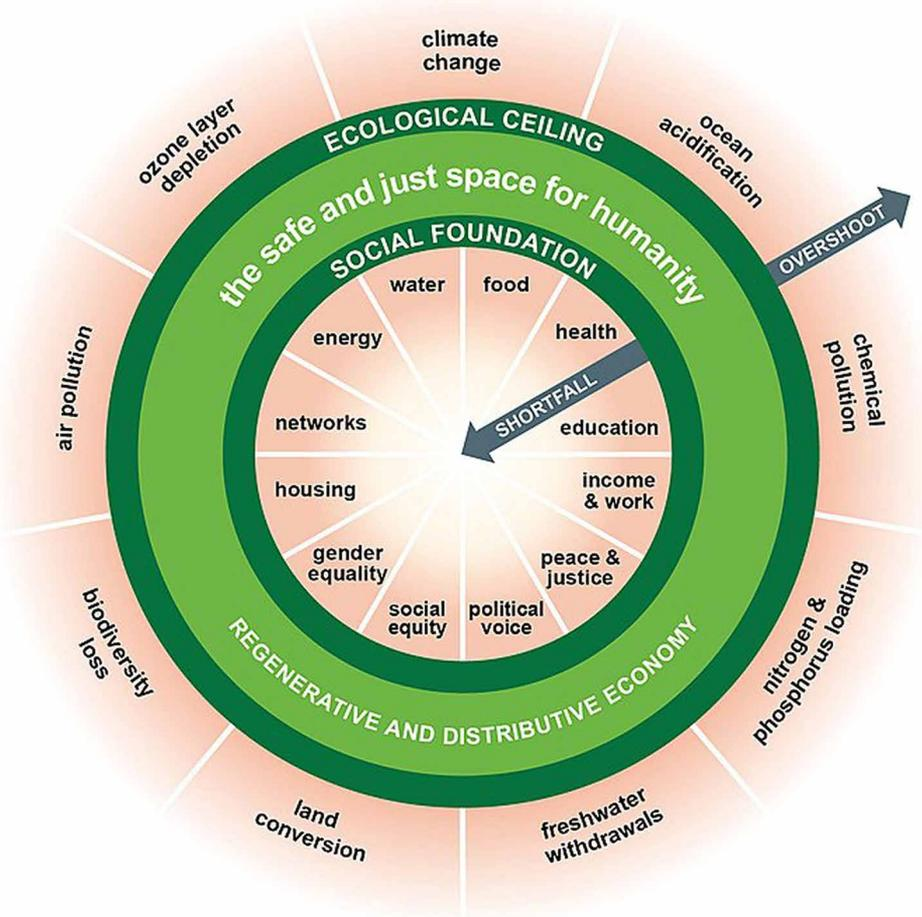 climate
change
ozone layer
depletion
ocean
acidification
ECOLOGICAL CEILING
the safe and just space for humanity
OVERSHOOT
SOCIAL FOUNDATION
water
food
energy
health
air pollution
chemical
pollution
SHORTFALL
networks
education
housing
income
& work
gender
equality
peace &
justice
social
equity
political
voice
biodiversity
loss
nitrogen &
phosphorus loading
REGENERATIVE AND DISTRIBUTIVE ECONOMY
land
conversion
freshwater
withdrawals